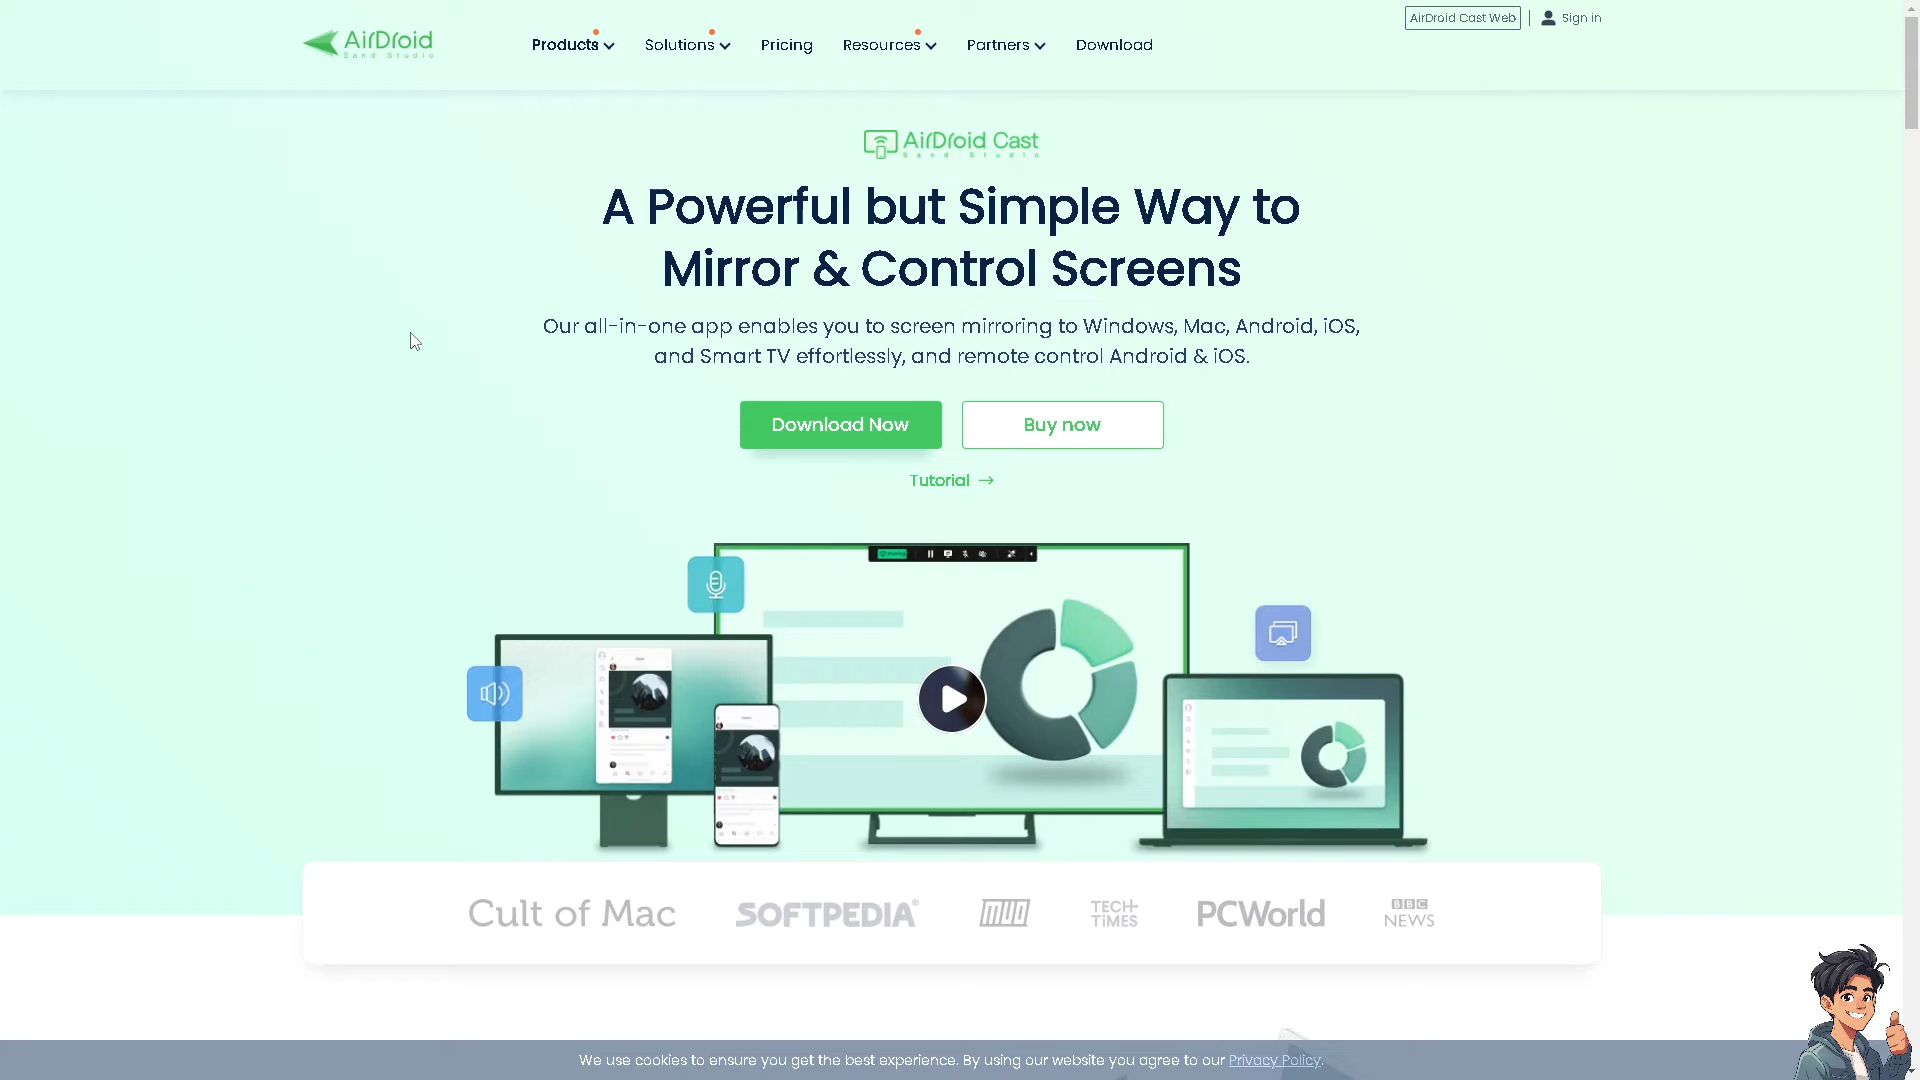 AirDroid Cast Web
Sign in
AirDroid
Sand Studio
Products
Solutions
Pricing
Resources
Partners
Download
AirDroid Cast
Sand Studio
A Powerful but Simple Way to
Mirror & Control Screens
Our all-in-one app enables you to screen mirroring to Windows, Mac, Android, iOS,
and Smart TV effortlessly, and remote control Android & iOS.
Download Now
Buy now
Tutorial →
Cult of Mac
SOFTPEDIA®
MUO
TECH
TIMES
PCWorld
BBC
NEWS
We use cookies to ensure you get the best experience. By using our website you agree to our Privacy Policy.